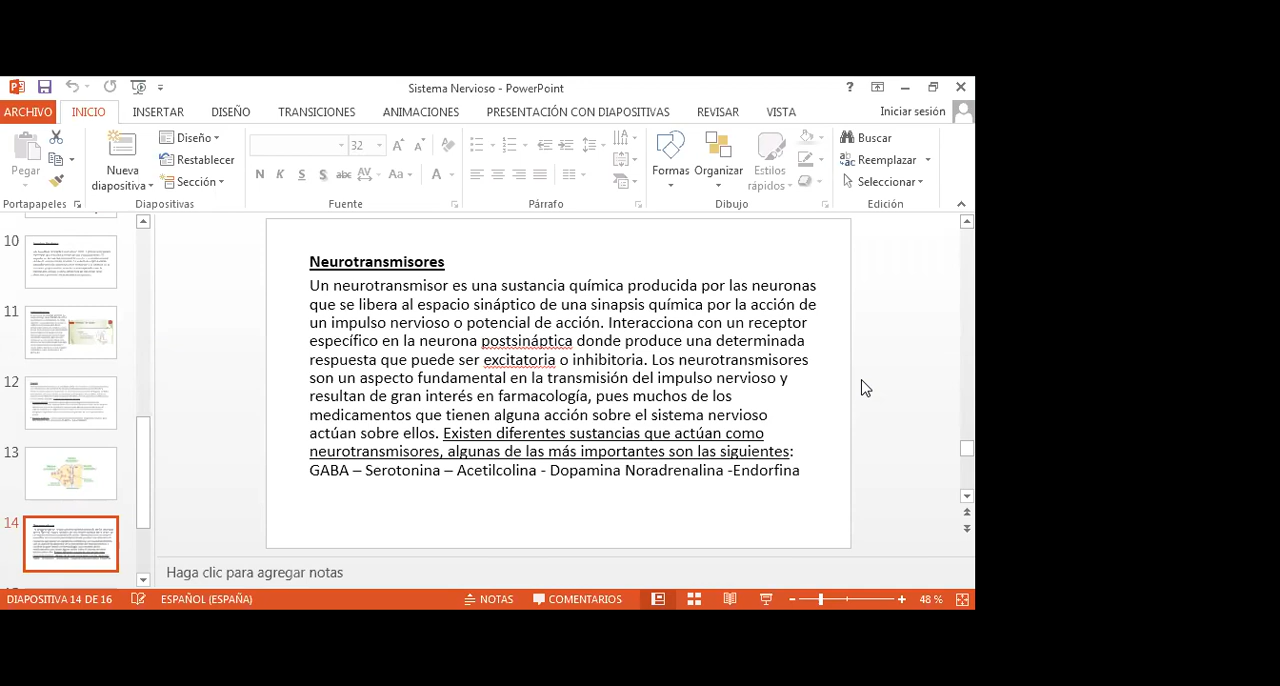 Sistema Nervioso - PowerPoint
?
ARCHIVO INICIO INSERTAR DISEÑO TRANSICIONES ANIMACIONES PRESENTACIÓN CON DIAPOSITIVAS REVISAR VISTA Iniciar sesión
Pegar
Nueva diapositiva
Diseño
Restablecer
Sección
32
N K S S abc AV Aa A
Formas
Organizar
Estilos rápidos
Buscar
Reemplazar
Seleccionar
Portapapeles Diapositivas Fuente Párrafo Dibujo Edición
10
11
12
13
14
Neurotransmisores
Un neurotransmisor es una sustancia química producida por las neuronas
que se libera al espacio sináptico de una sinapsis química por la acción de
un impulso nervioso o potencial de acción. Interacciona con un receptor
específico en la neurona postsináptica donde produce una determinada
respuesta que puede ser excitatoria o inhibitoria. Los neurotransmisores
son un aspecto fundamental en la transmisión del impulso nervioso y
resultan de gran interés en farmacología, pues muchos de los
medicamentos que tienen alguna acción sobre el sistema nervioso
actúan sobre ellos. Existen diferentes sustancias que actúan como
neurotransmisores, algunas de las más importantes son las siguientes:
GABA – Serotonina – Acetilcolina - Dopamina Noradrenalina -Endorfina
Haga clic para agregar notas
DIAPOSITIVA 14 DE 16 ESPAÑOL (ESPAÑA) NOTAS COMENTARIOS 48 %